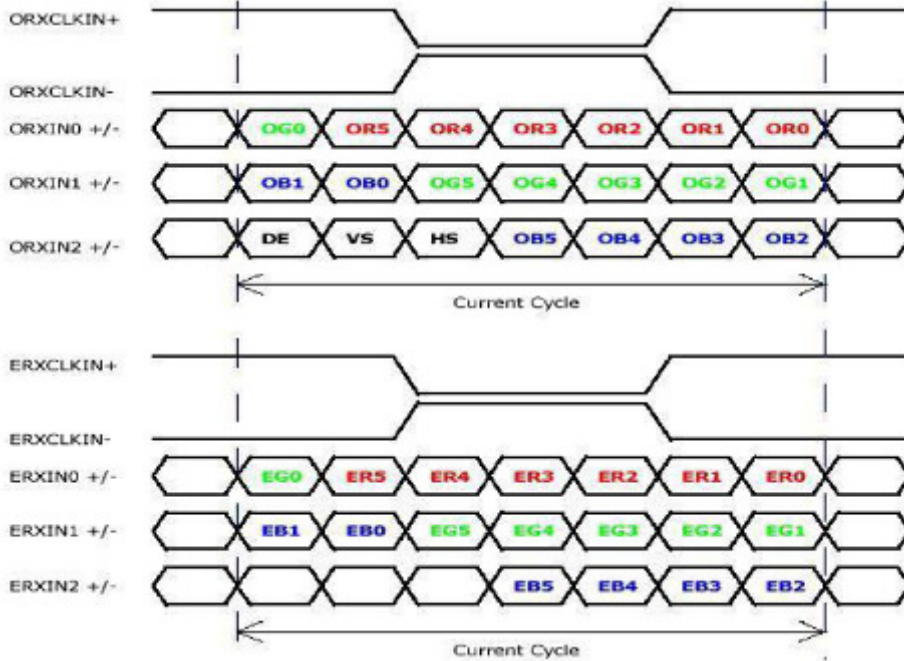 ORXCLKIN+
ORXCLKIN-
ORXIN0 +/- OG0 OR5 OR4 OR3 OR2 OR1 OR0
ORXIN1 +/- OB1 OB0 OG5 OG4 OG3 OG2 OG1
ORXIN2 +/- DE VS HS OB5 OB4 OB3 OB2
Current Cycle
ERXCLKIN+
ERXCLKIN-
ERXIN0 +/- EG0 ER5 ER4 ER3 ER2 ER1 ER0
ERXIN1 +/- EB1 EB0 EG5 EG4 EG3 EG2 EG1
ERXIN2 +/- EB5 EB4 EB3 EB2
Current Cycle